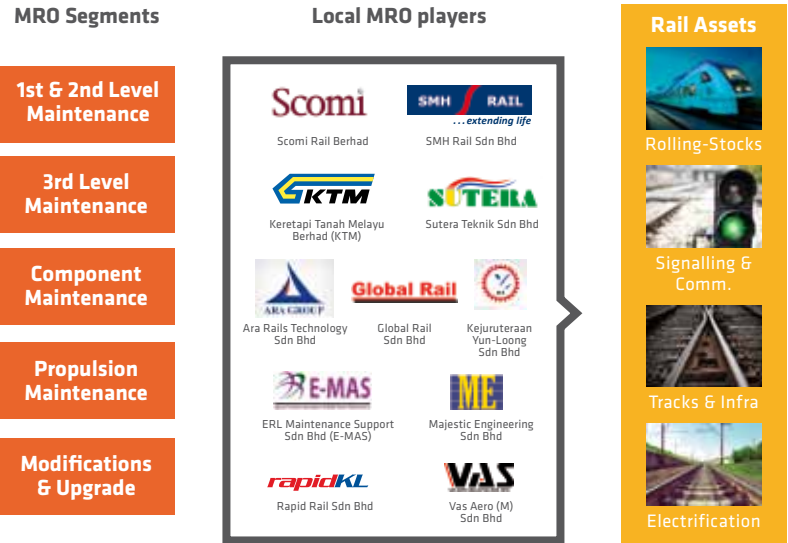 MRO Segments
Local MRO players
Rail Assets
1st & 2nd Level
Maintenance
3rd Level
Maintenance
Component
Maintenance
Propulsion
Maintenance
Modifications
& Upgrade
Scomi
Scomi Rail Berhad
SMH RAIL
...extending life
SMH Rail Sdn Bhd
KTM
Keretapi Tanah Melayu
Berhad (KTM)
SUTERA
Sutera Teknik Sdn Bhd
ARA GROUP
Ara Rails Technology
Sdn Bhd
Global Rail
Global Rail
Sdn Bhd
Kejuruteraan
Yun-Loong
Sdn Bhd
E-MAS
ERL Maintenance Support
Sdn Bhd (E-MAS)
ME
Majestic Engineering
Sdn Bhd
rapidKL
Rapid Rail Sdn Bhd
VAS
Vas Aero (M)
Sdn Bhd
Rolling-Stocks
Signalling &
Comm.
Tracks & Infra
Electrification